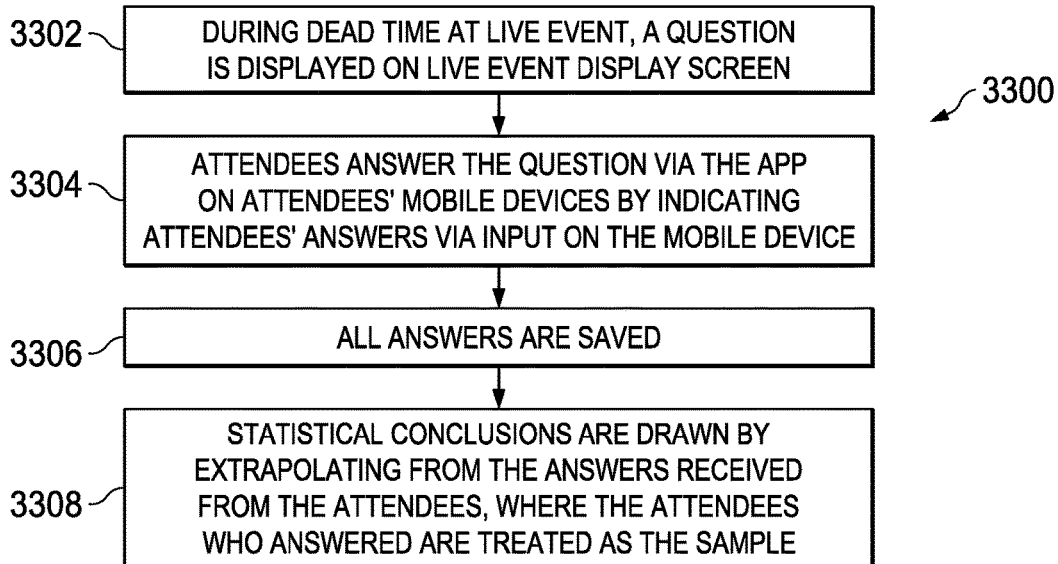 3302
DURING DEAD TIME AT LIVE EVENT, A QUESTION
IS DISPLAYED ON LIVE EVENT DISPLAY SCREEN
3300
3304
ATTENDEES ANSWER THE QUESTION VIA THE APP
ON ATTENDEES' MOBILE DEVICES BY INDICATING
ATTENDEES' ANSWERS VIA INPUT ON THE MOBILE DEVICE
3306
ALL ANSWERS ARE SAVED
3308
STATISTICAL CONCLUSIONS ARE DRAWN BY
EXTRAPOLATING FROM THE ANSWERS RECEIVED
FROM THE ATTENDEES, WHERE THE ATTENDEES
WHO ANSWERED ARE TREATED AS THE SAMPLE